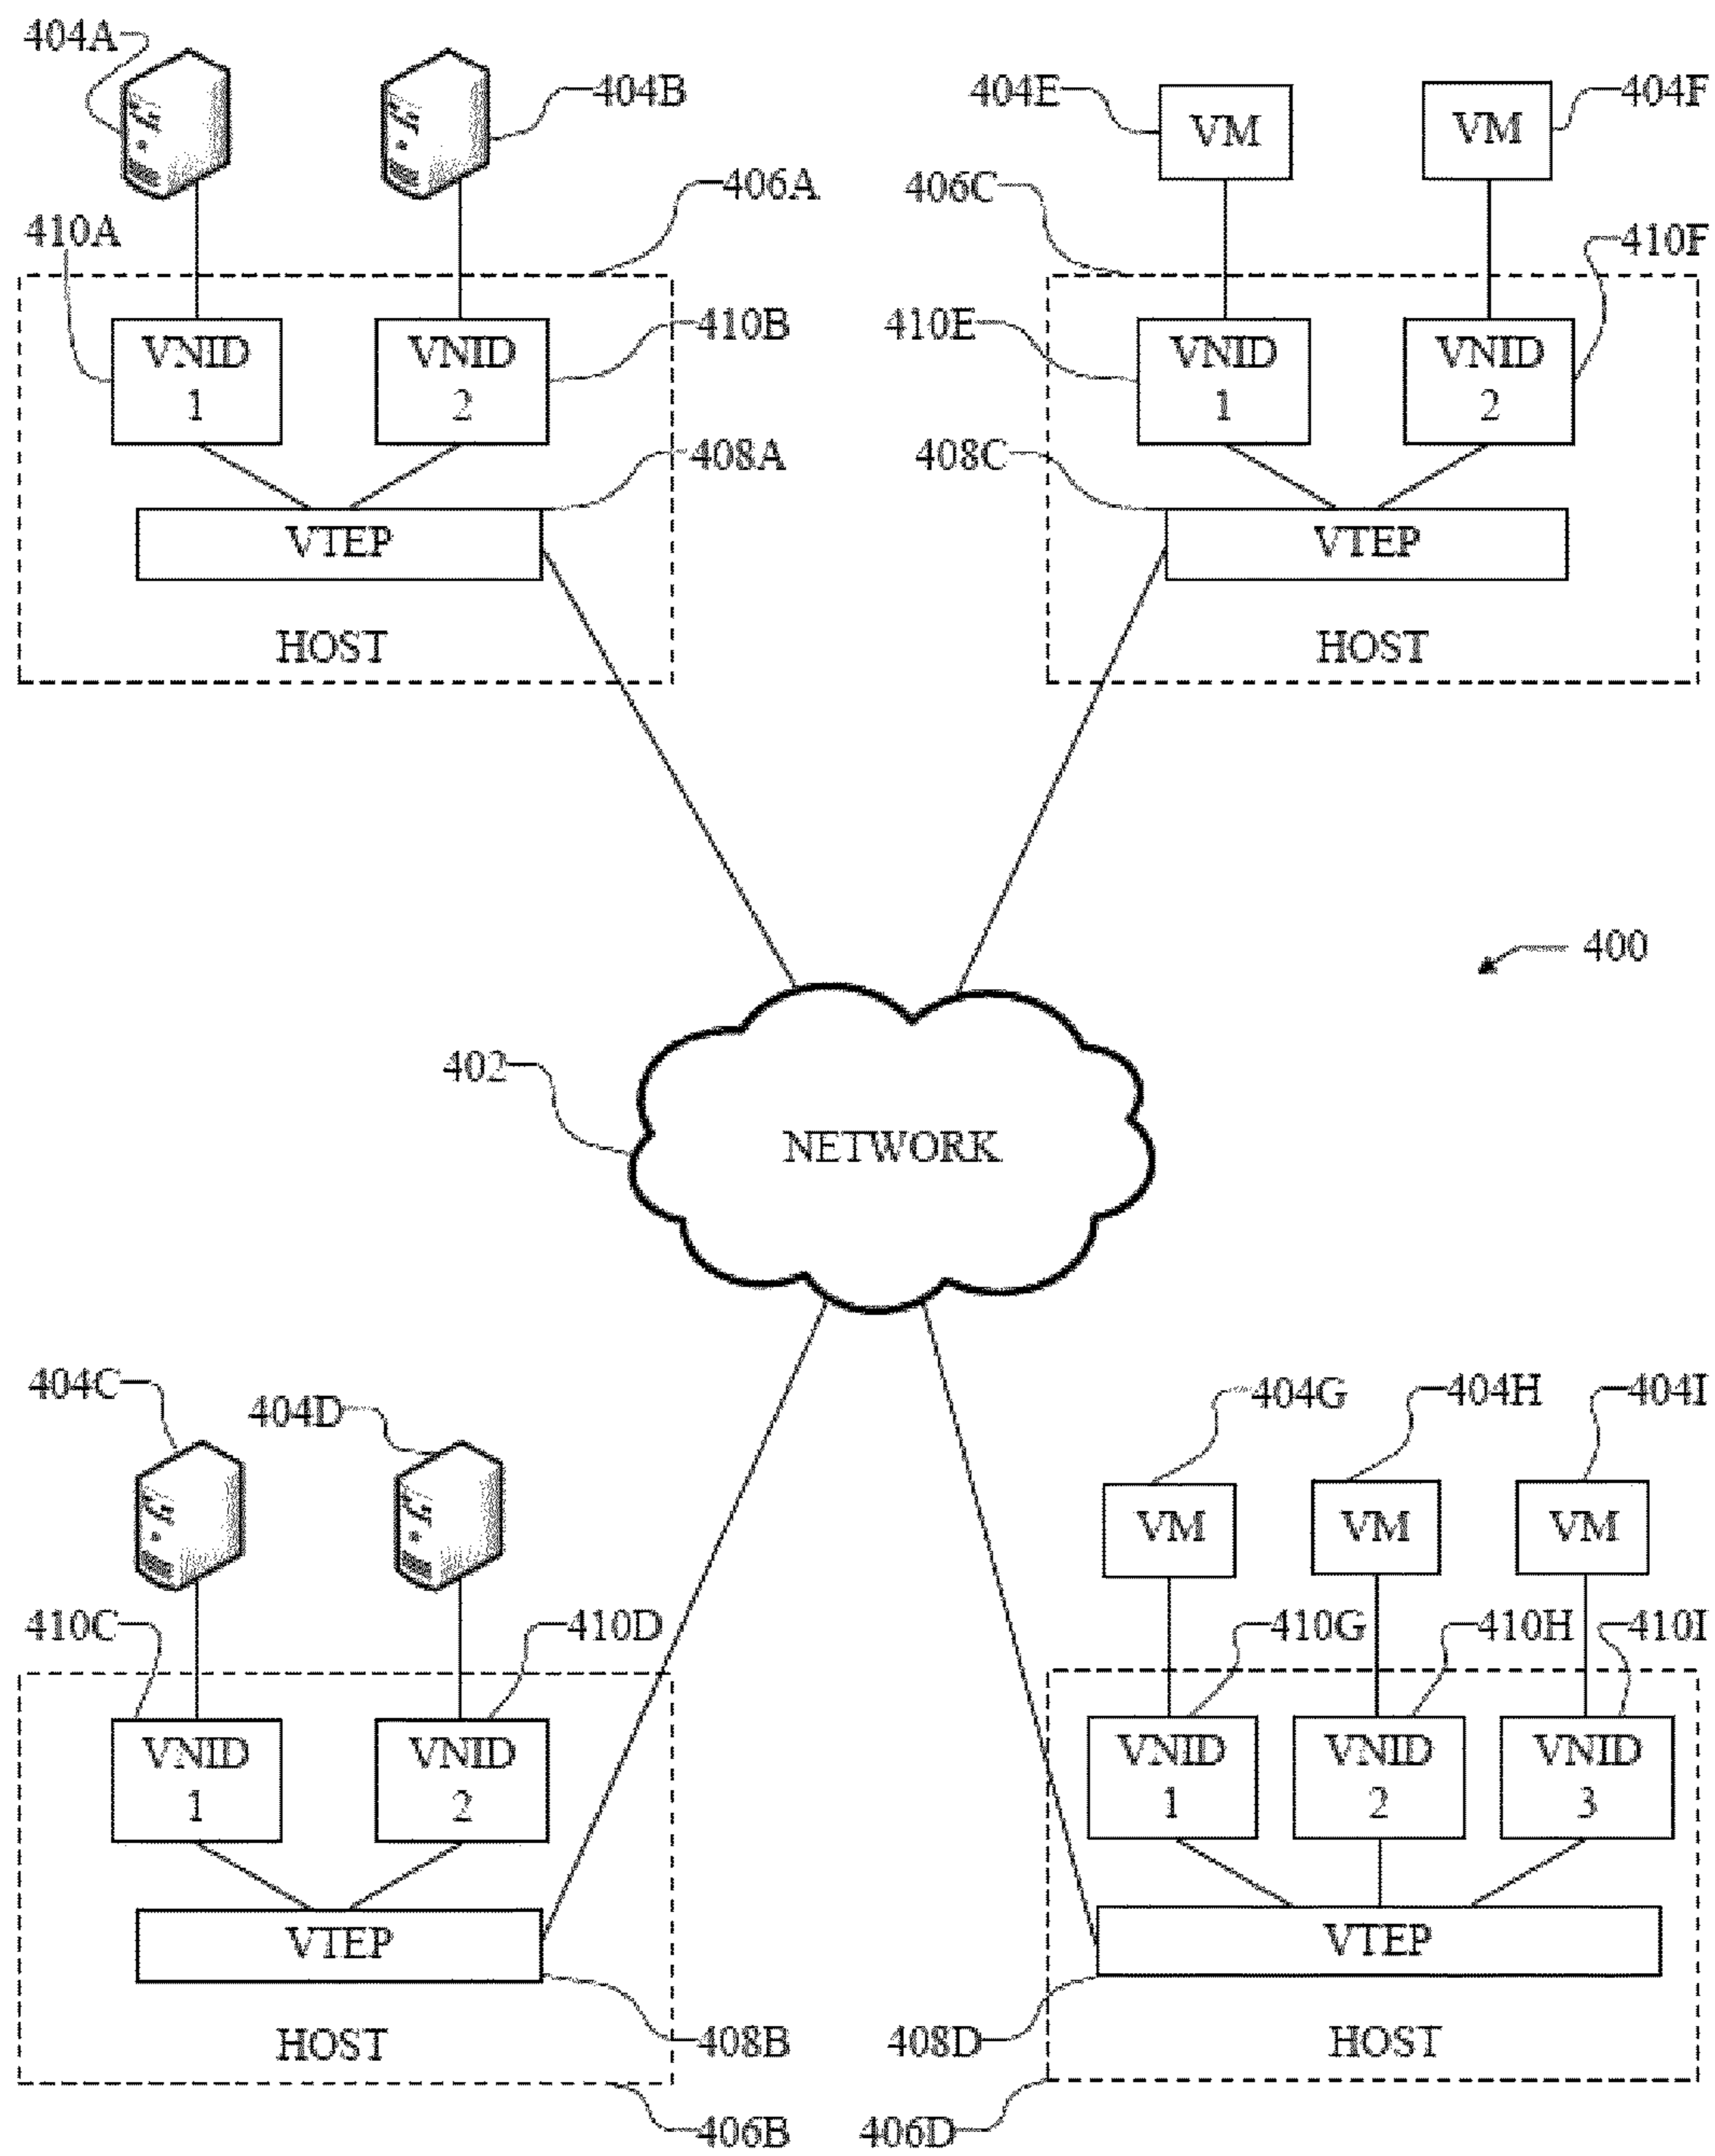 404A
404B
404E
VM
VM
404F
406A
406C
410A
410F
VNID
1
VNID
2
410B
410E
VNID
1
VNID
2
408A
408C
VTEP
VTEP
HOST
HOST
400
402
NETWORK
404C
404D
404G
404H
404I
VM
VM
VM
410C
410D
410G
410H
410I
VNID
1
VNID
2
VNID
1
VNID
2
VNID
3
VTEP
VTEP
HOST
408B
408D
HOST
406B
406D